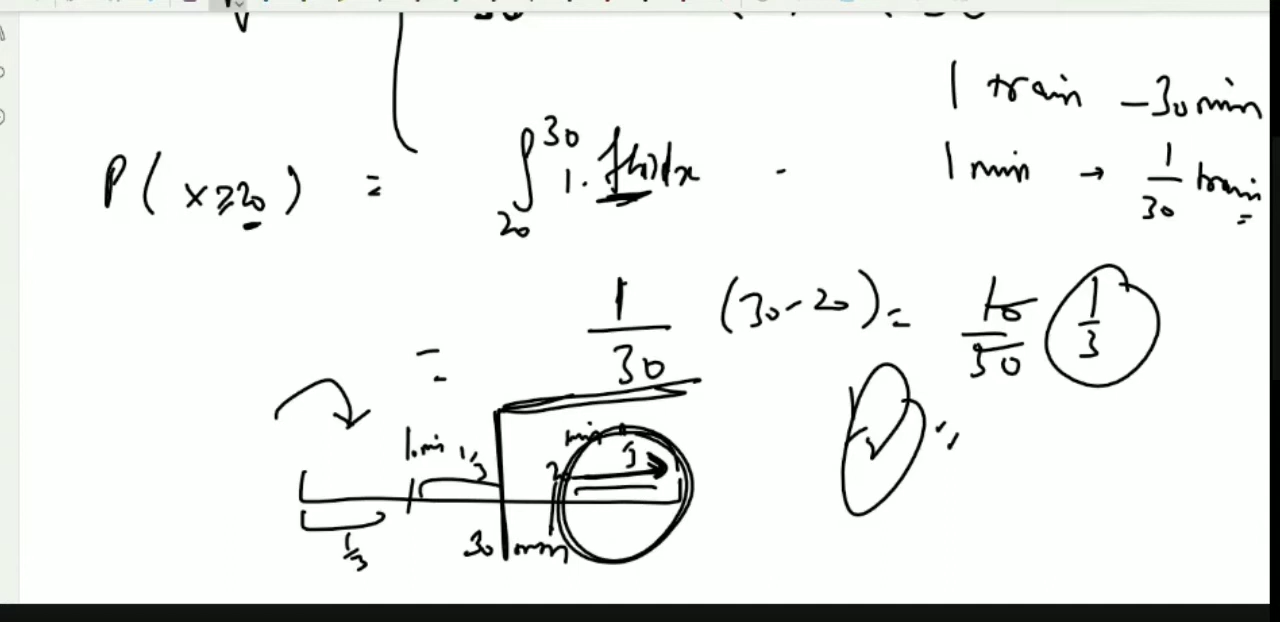 1 train - 30 min
P( x ≥ 20 ) = ∫₂₀³⁰ 1. f(x)dx
1 min → 1/30 train
= 1/30 (30-20) = 10/30 1/3
1 min 1/3
min
30 min
1/3